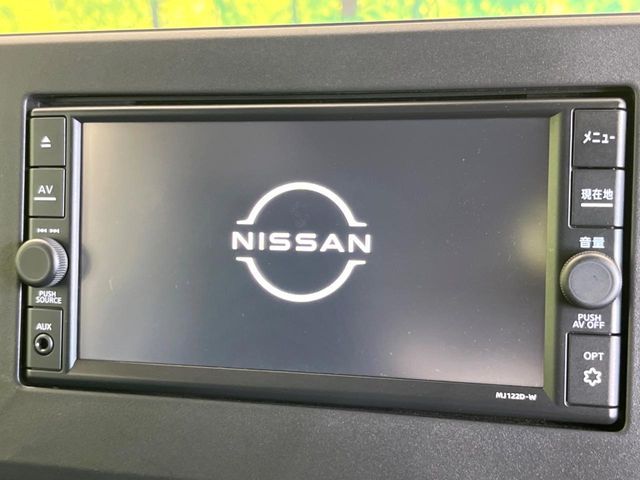 AV
PUSH
SOURCE
AUX
NISSAN
メニュー
現在地
音量
PUSH
AV OFF
OPT
MJ122D-W